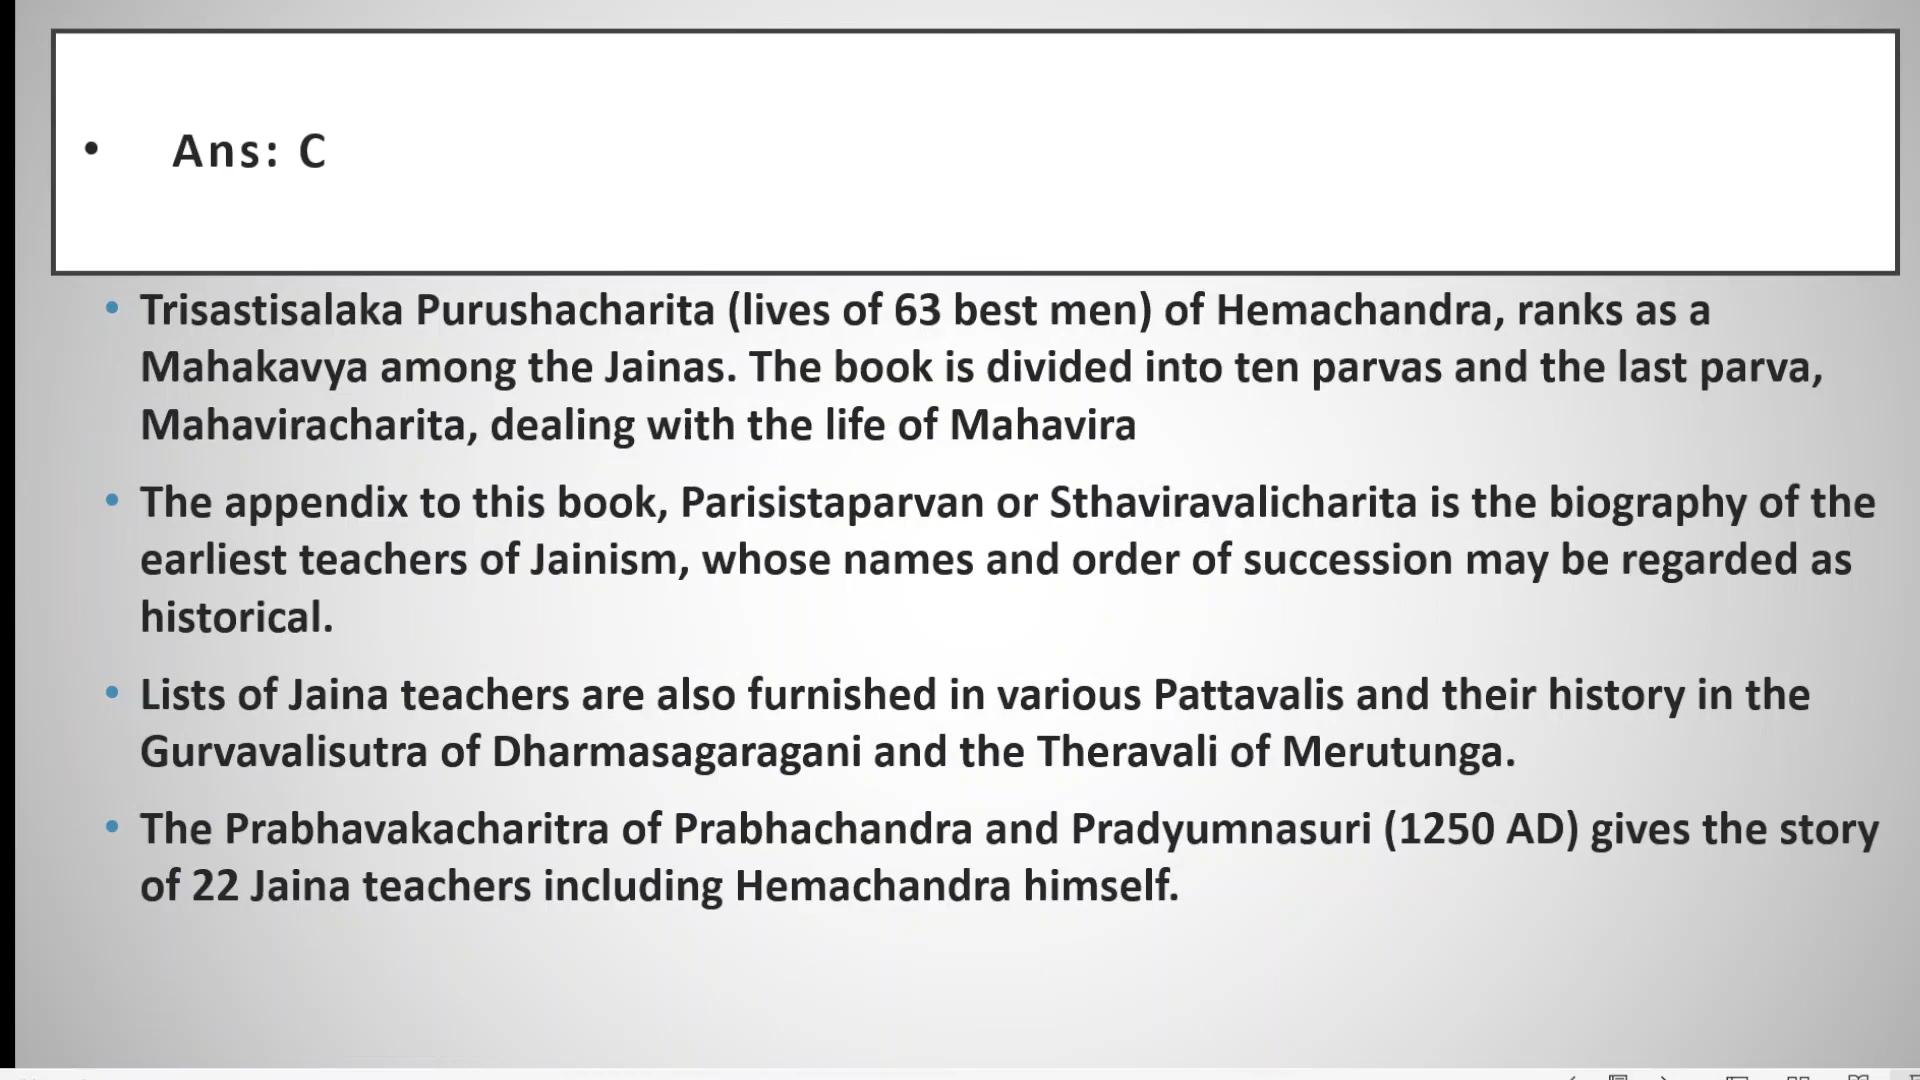 • Ans: C
• Trisastisalaka Purushacharita (lives of 63 best men) of Hemachandra, ranks as a
Mahakavya among the Jainas. The book is divided into ten parvas and the last parva,
Mahaviracharita, dealing with the life of Mahavira
• The appendix to this book, Parisistaparvan or Sthaviravalicharita is the biography of the
earliest teachers of Jainism, whose names and order of succession may be regarded as
historical.
• Lists of Jaina teachers are also furnished in various Pattavalis and their history in the
Gurvavalisutra of Dharmasagaragani and the Theravali of Merutunga.
• The Prabhavakacharitra of Prabhachandra and Pradyumnasuri (1250 AD) gives the story
of 22 Jaina teachers including Hemachandra himself.